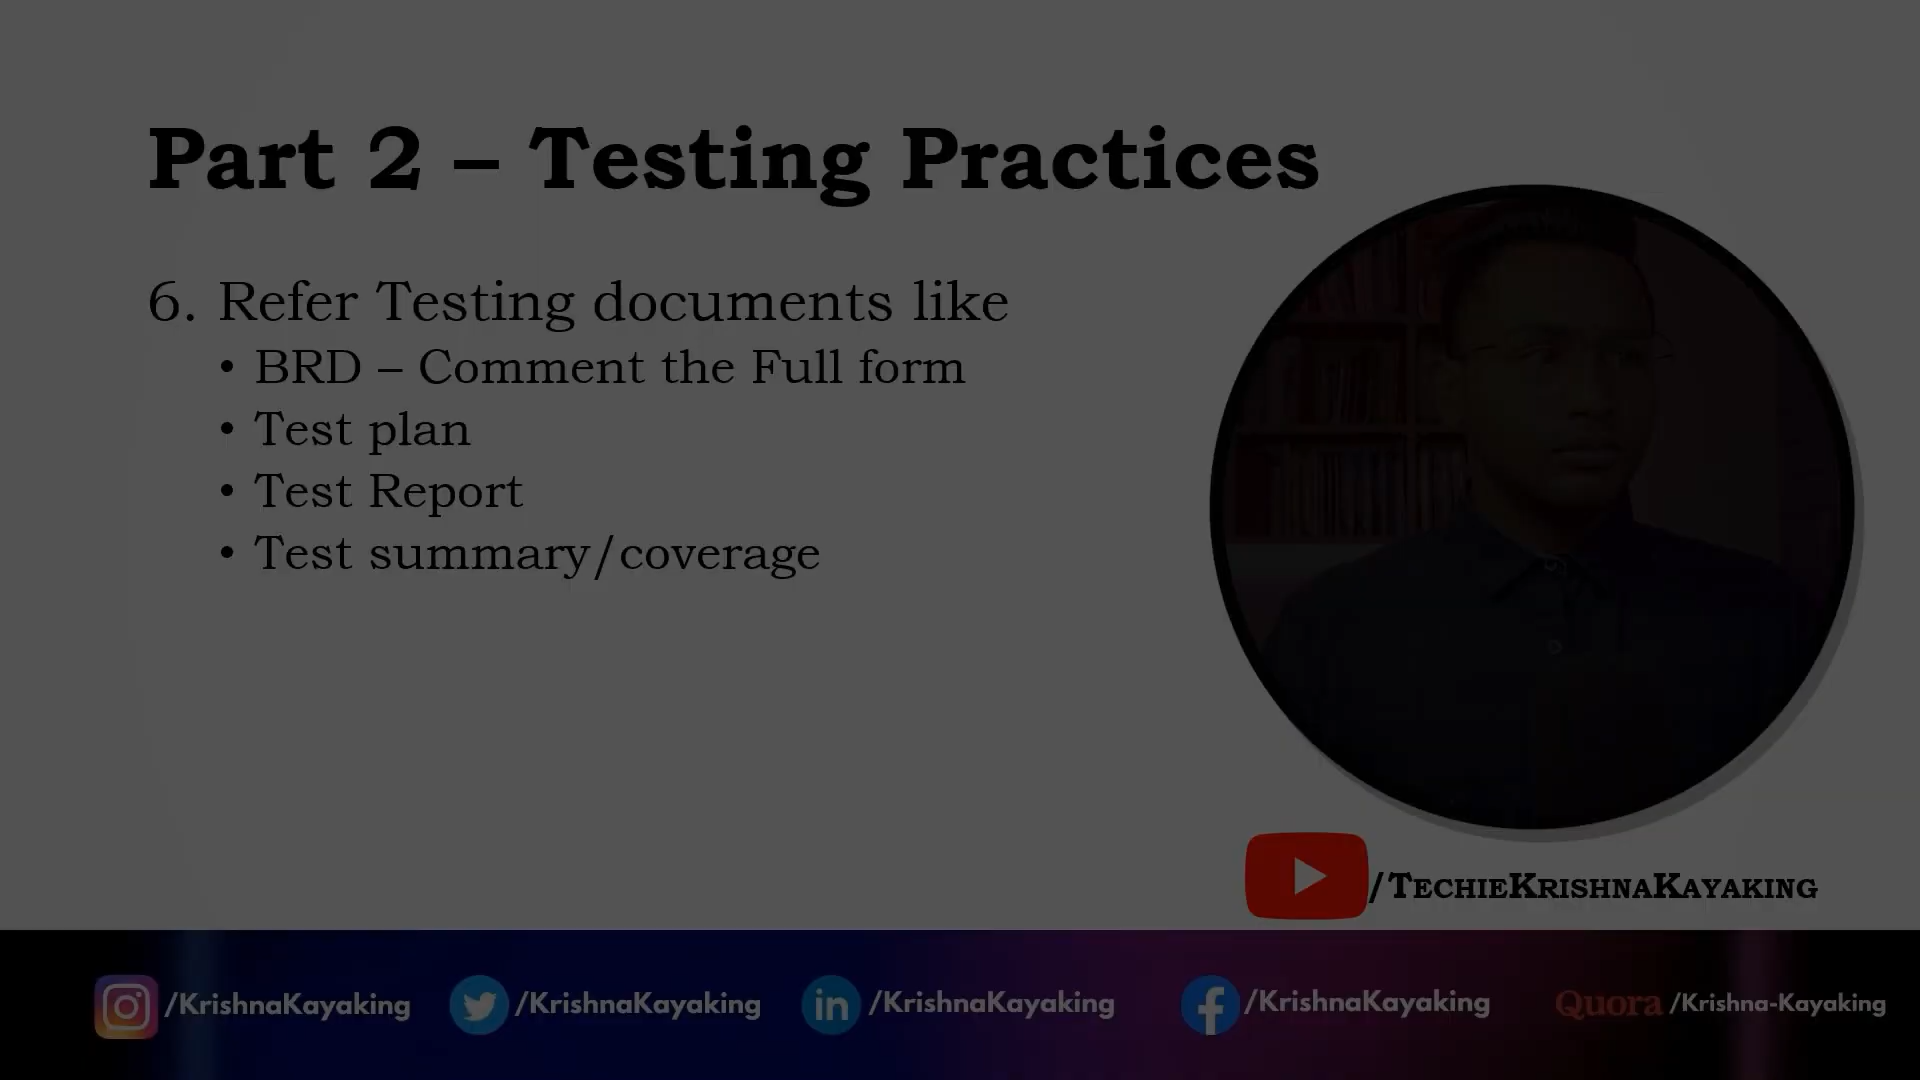 Part 2 – Testing Practices
6. Refer Testing documents like
• BRD – Comment the Full form
• Test plan
• Test Report
• Test summary/coverage
/TechieKrishnaKayaking
/KrishnaKayaking /KrishnaKayaking in /KrishnaKayaking /KrishnaKayaking Quora /Krishna-Kayaking